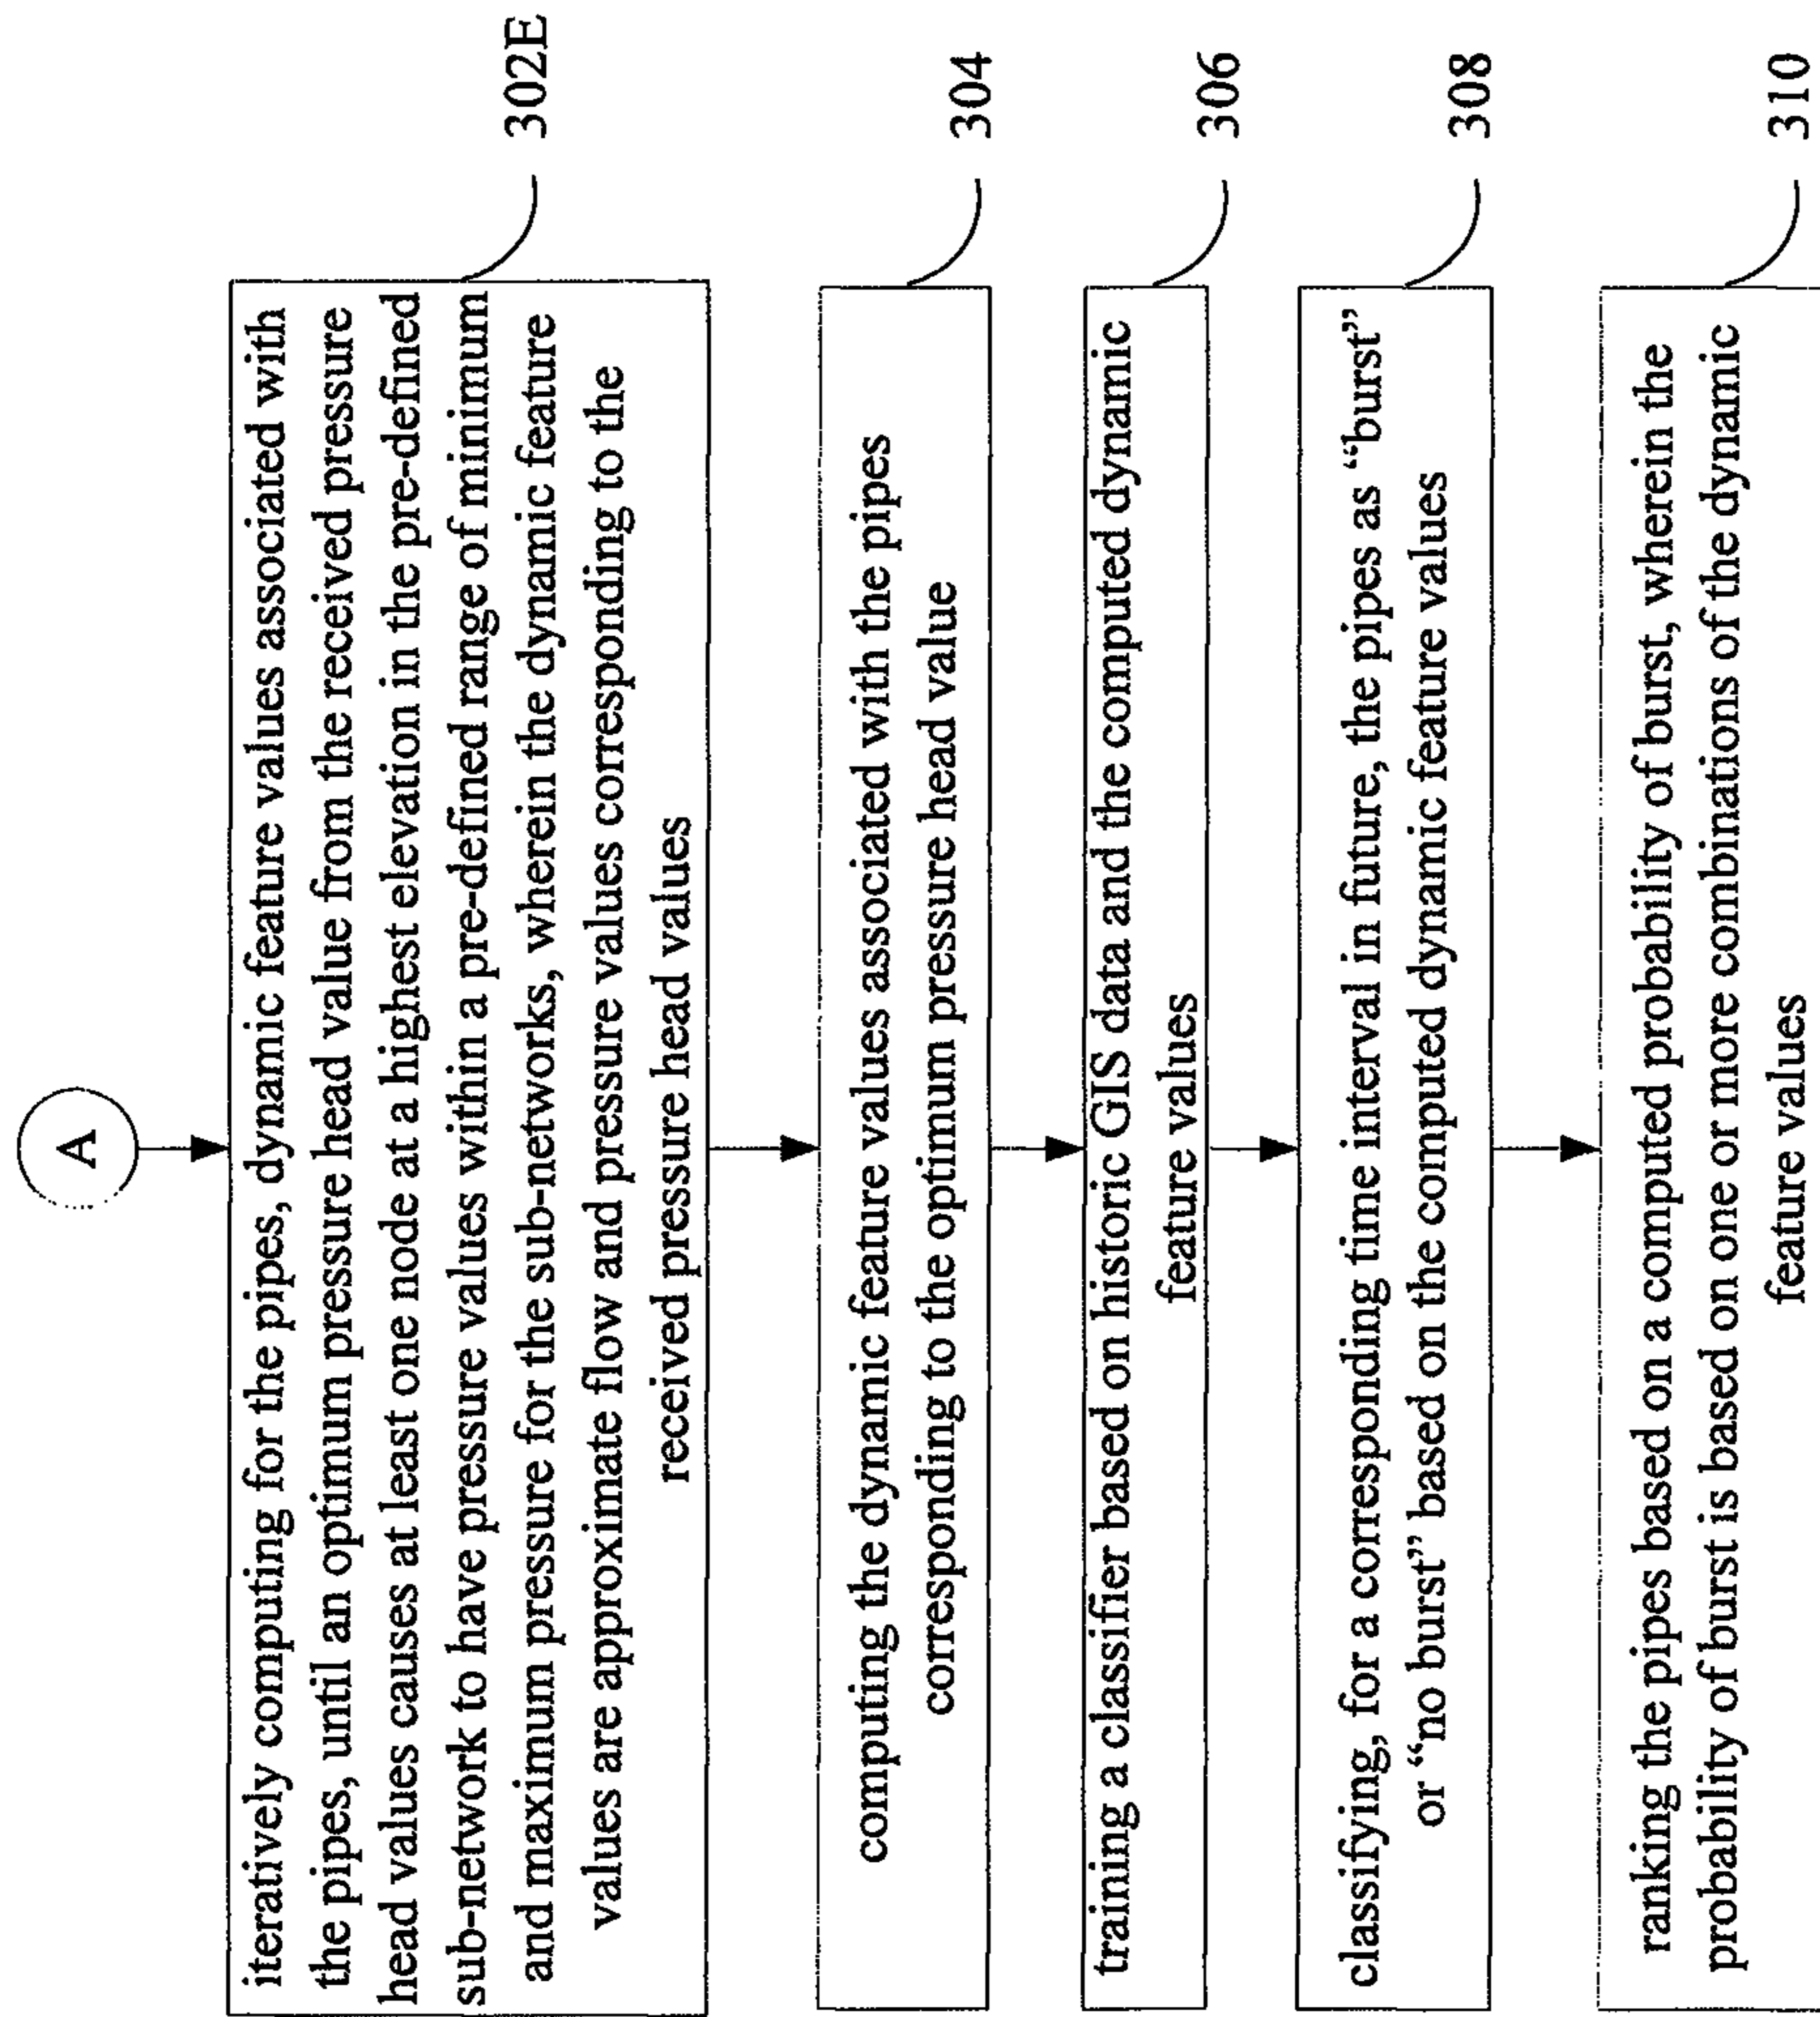 A
iteratively computing for the pipes, dynamic feature values associated with
the pipes, until an optimum pressure head value from the received pressure
head values causes at least one node at a highest elevation in the pre-defined
sub-network to have pressure values within a pre-defined range of minimum
and maximum pressure for the sub-networks, wherein the dynamic feature
values are approximate flow and pressure values corresponding to the
received pressure head values
302E
computing the dynamic feature values associated with the pipes
corresponding to the optimum pressure head value
304
training a classifier based on historic GIS data and the computed dynamic
feature values
306
classifying, for a corresponding time interval in future, the pipes as “burst”
or “no burst” based on the computed dynamic feature values
308
ranking the pipes based on a computed probability of burst, wherein the
probability of burst is based on one or more combinations of the dynamic
feature values
310